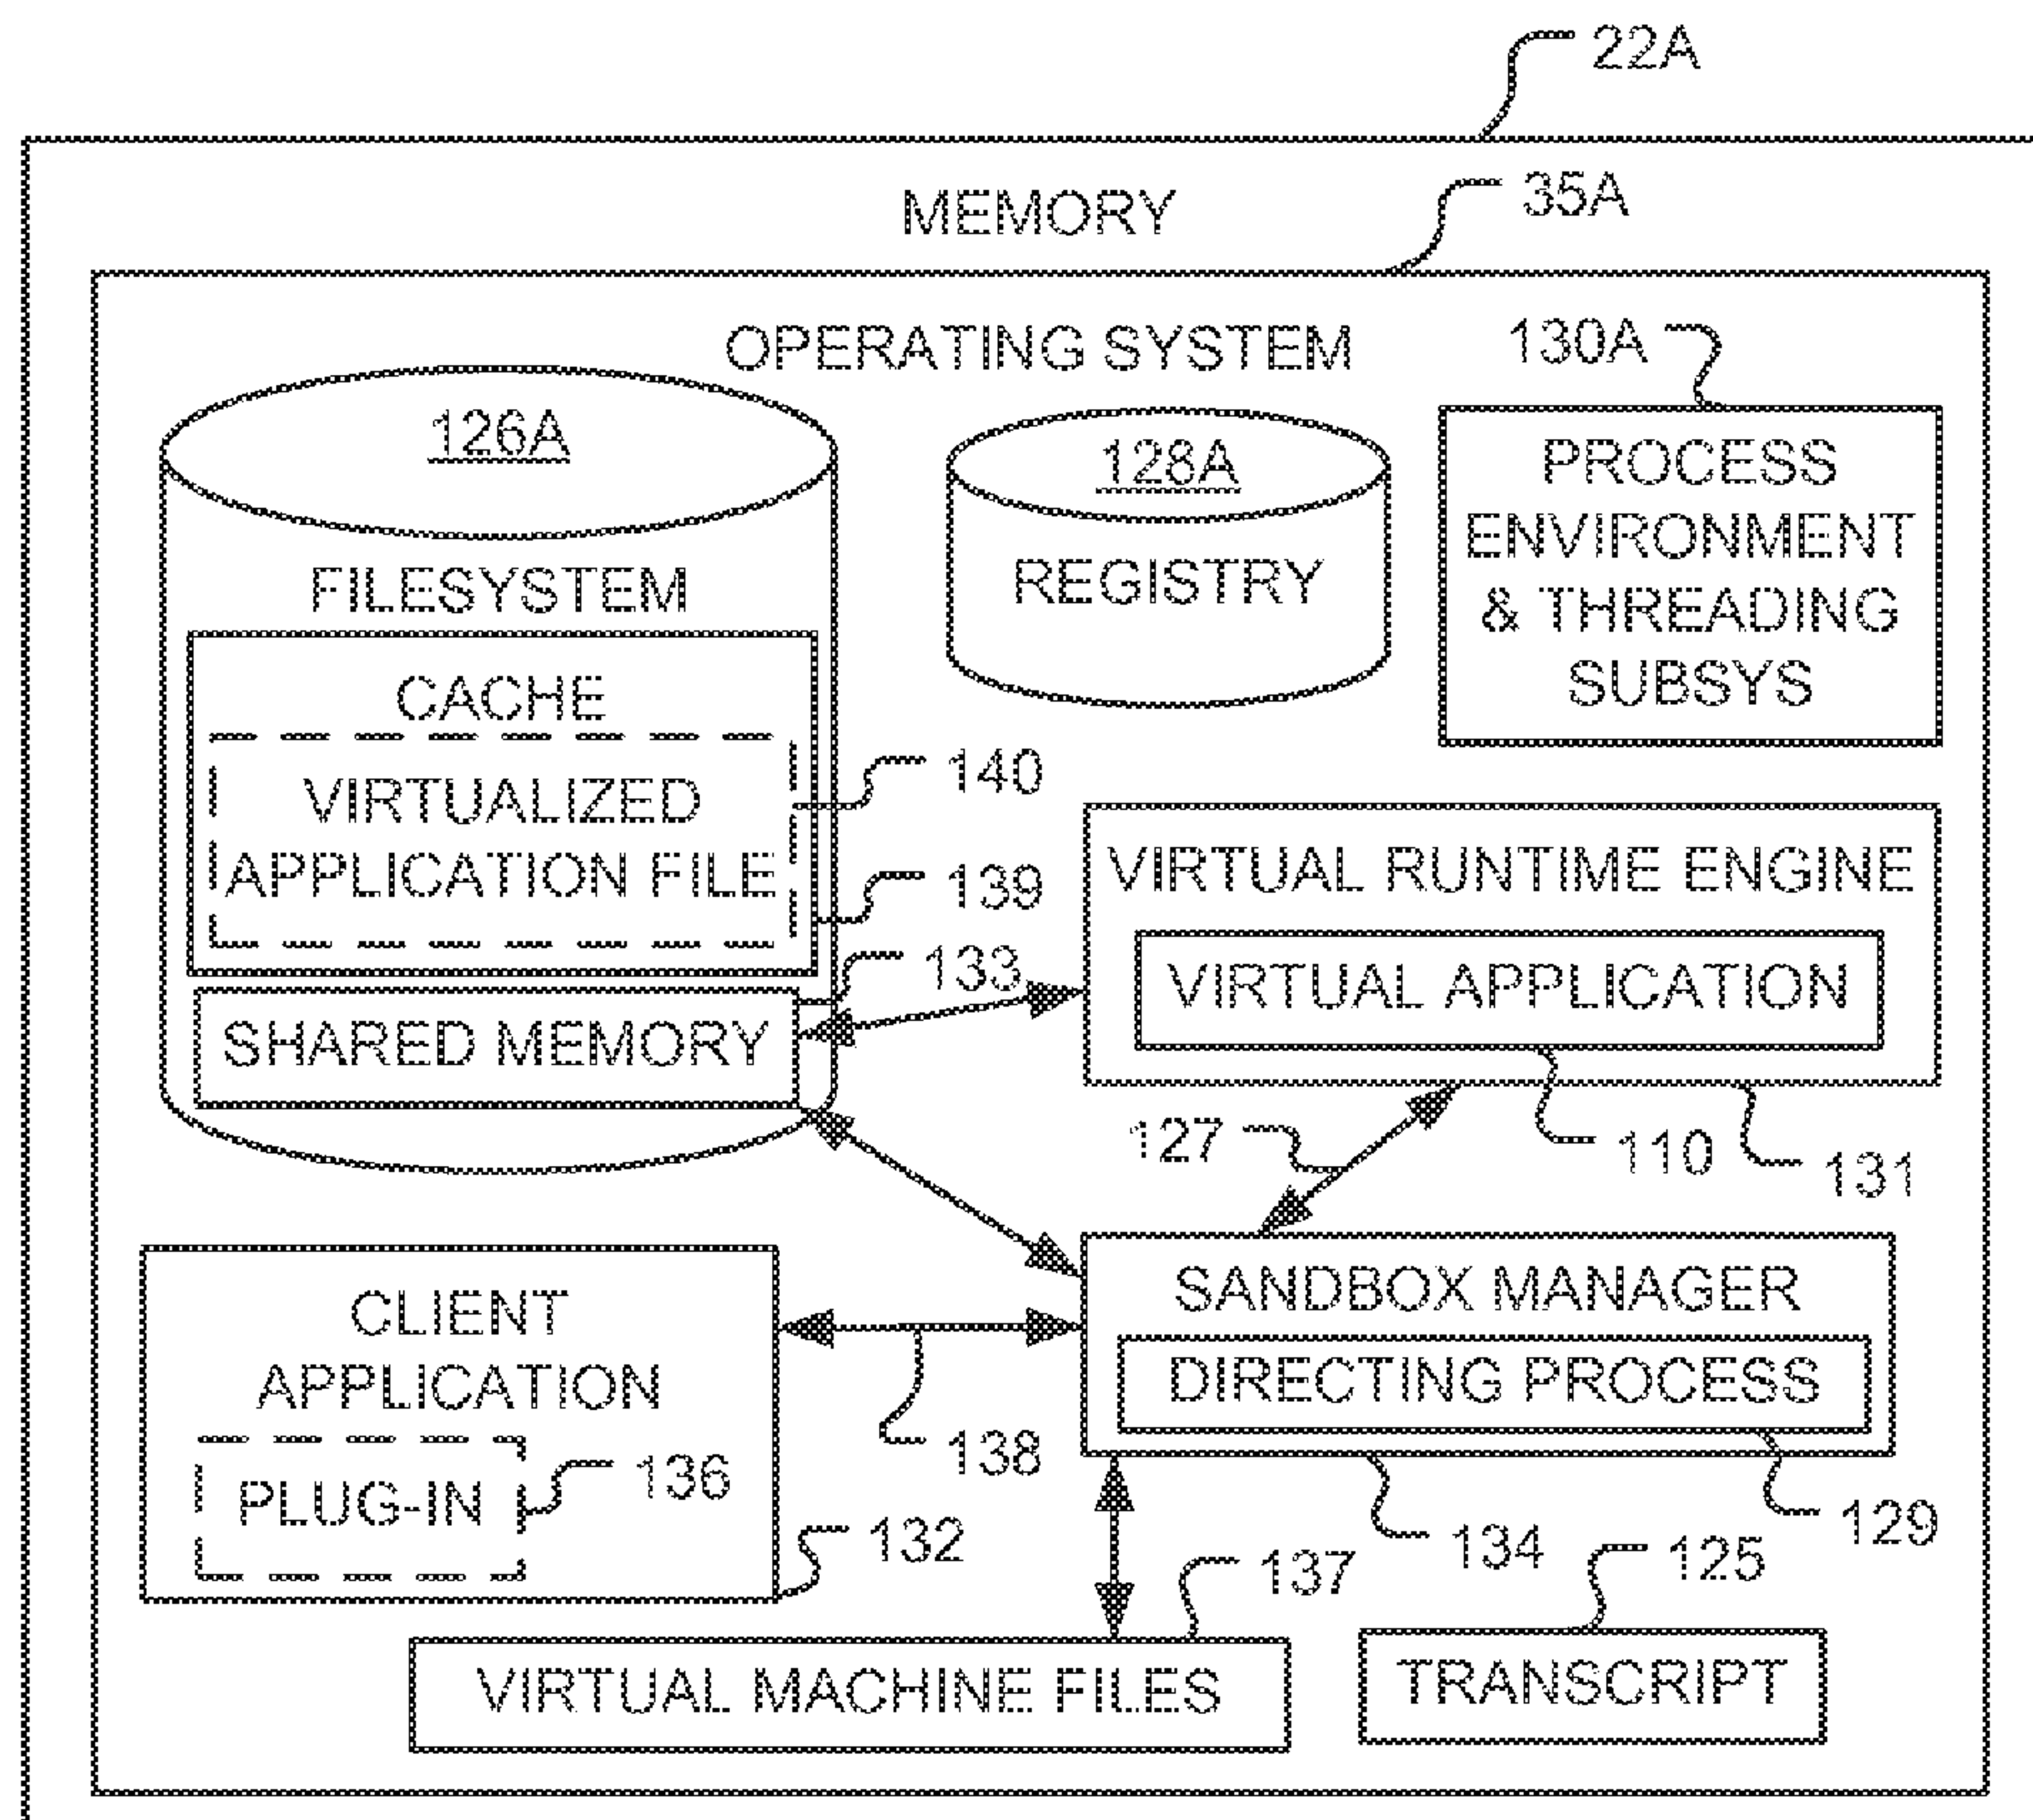 22A
MEMORY
35A
OPERATING SYSTEM
130A
126A
128A
PROCESS
ENVIRONMENT
& THREADING
SUBSYS
FILESYSTEM
REGISTRY
CACHE
VIRTUALIZED
APPLICATION FILE
140
139
VIRTUAL RUNTIME ENGINE
VIRTUAL APPLICATION
133
SHARED MEMORY
127
110
131
CLIENT
APPLICATION
SANDBOX MANAGER
DIRECTING PROCESS
138
PLUG-IN
136
132
134
129
137
125
VIRTUAL MACHINE FILES
TRANSCRIPT